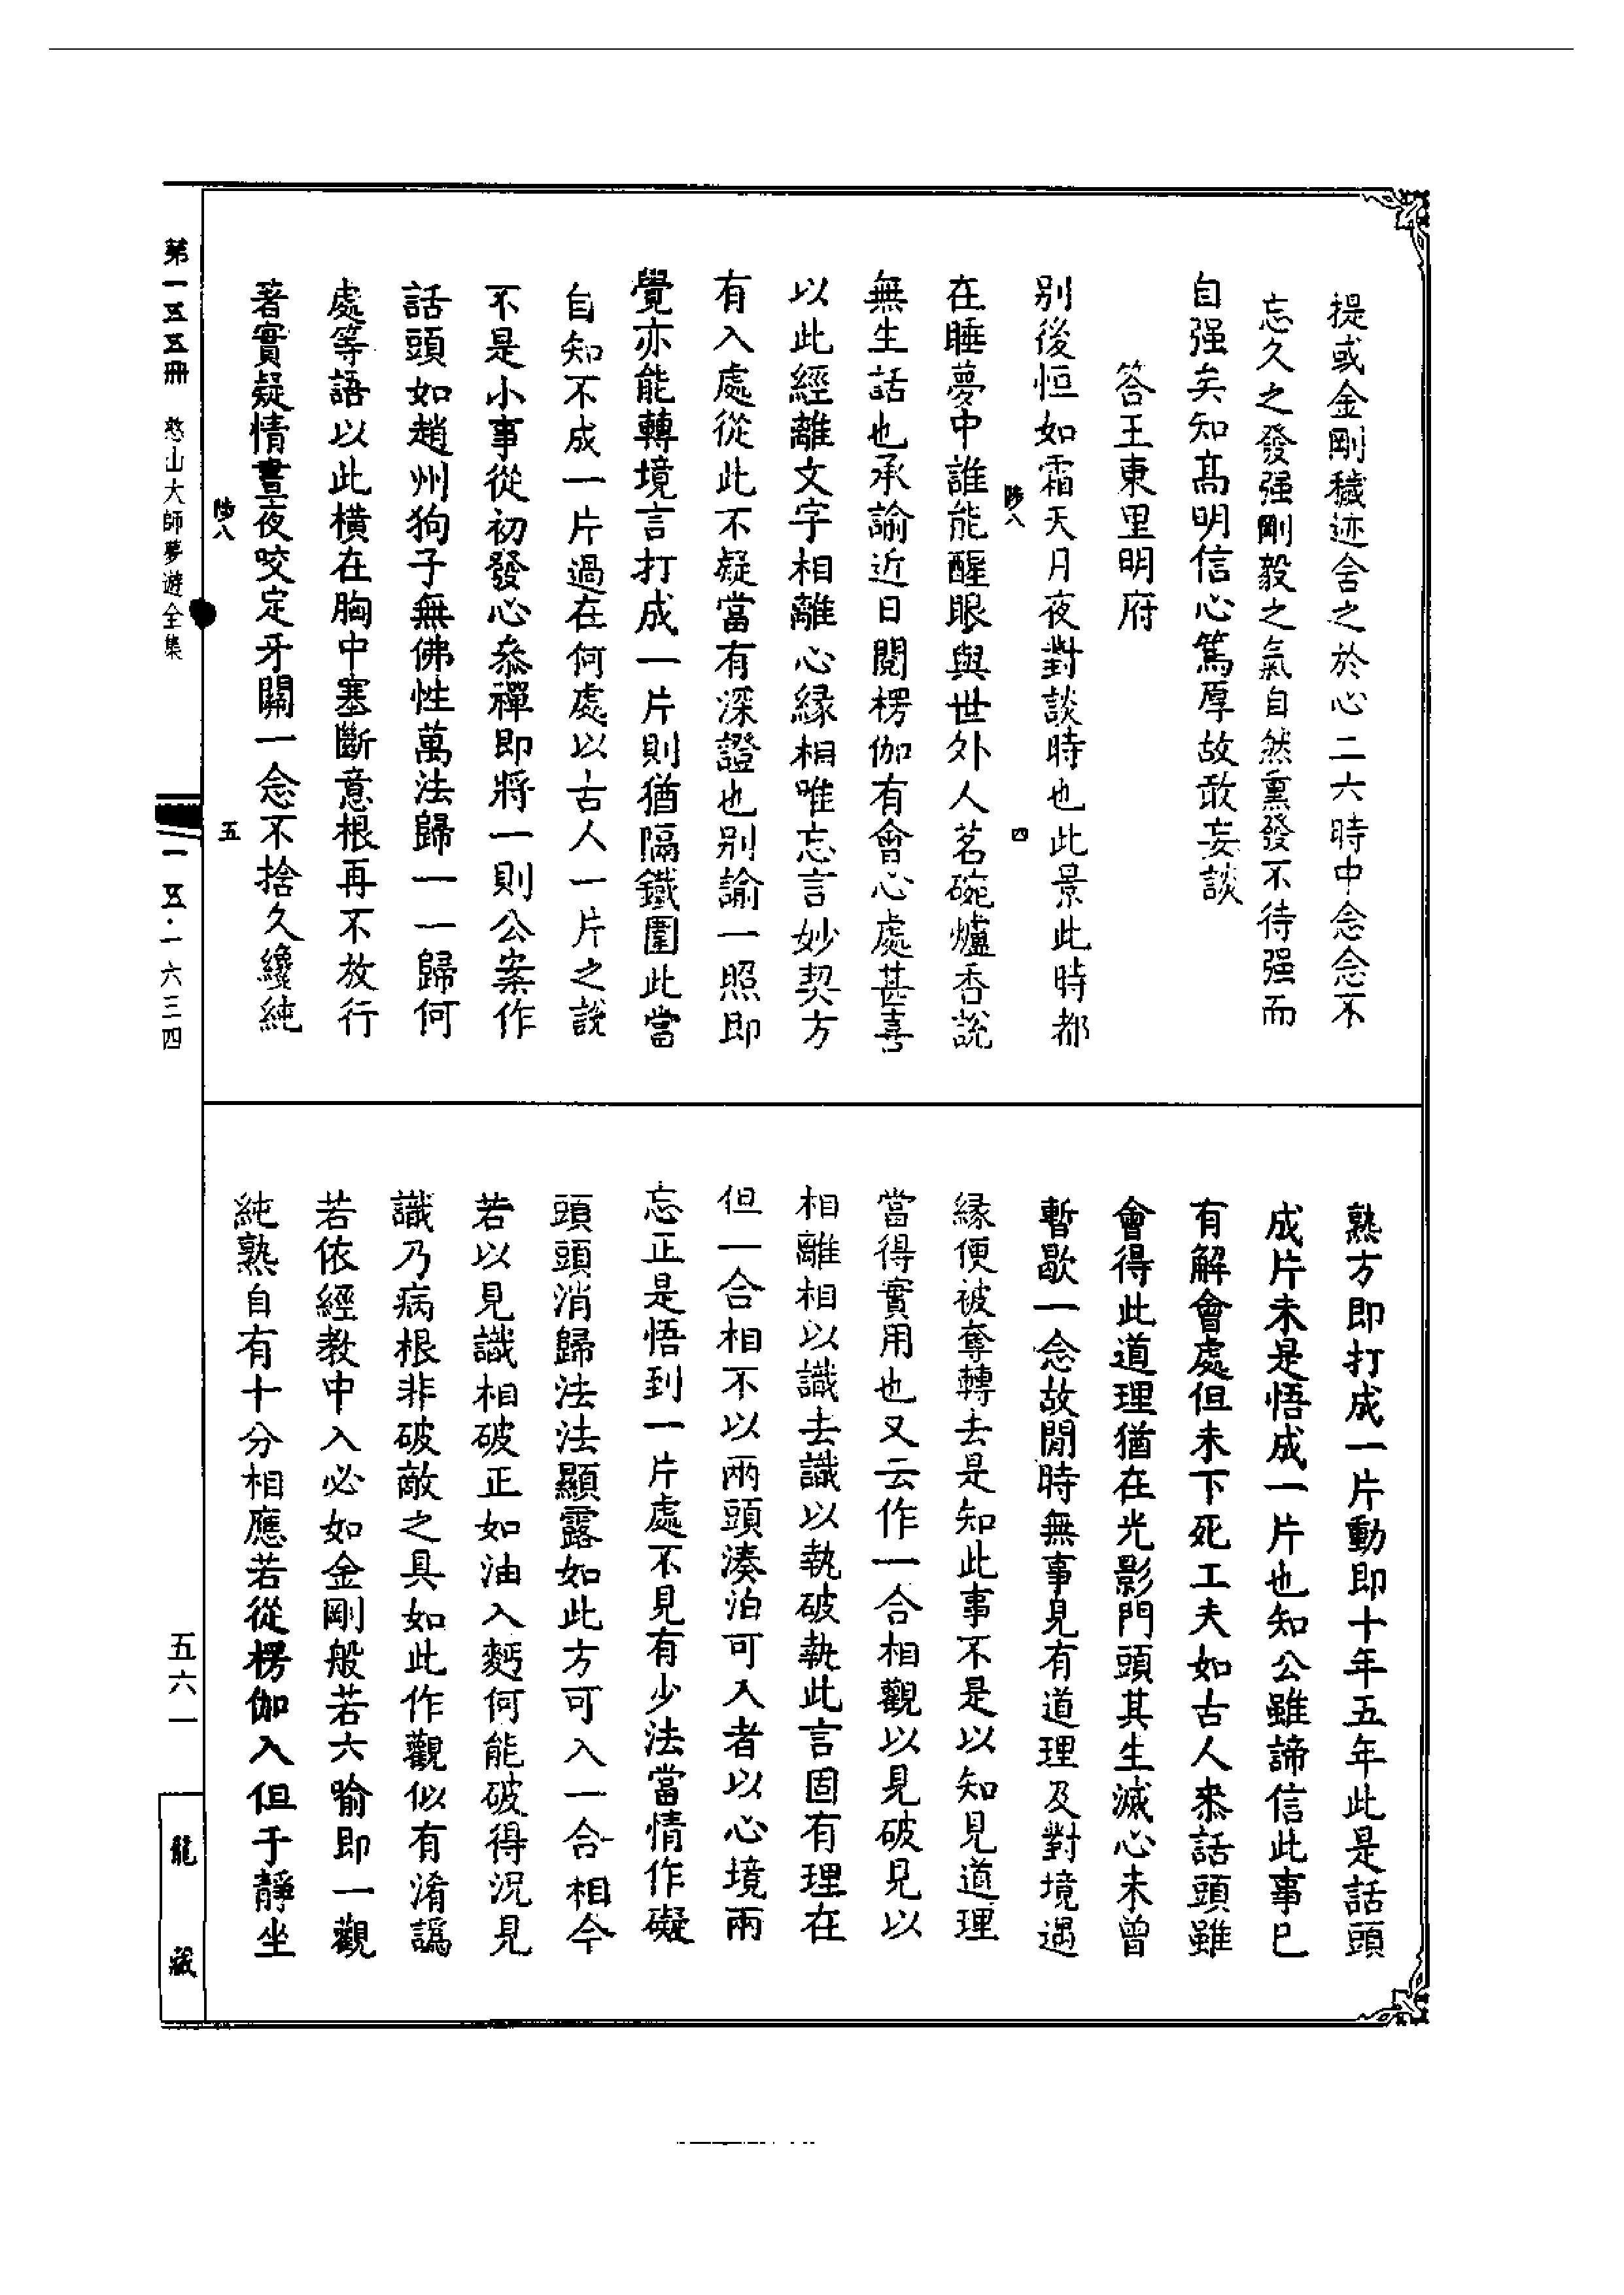 提或金剛穢迹舍之於心二六時中念念不
忘久之發强剛毅之氣自然熏發不待强而
自强矣知髙明信心篤厚故敢妄談
答王東里明府
别後恒如霜天月夜對談時也此景此時都
陟八
四
在睡夢中誰能醒眼與世外人茗碗爐香說
無生話也承諭近日閱楞伽有會心處甚喜
以此經離文字相離心縁相唯忘言妙契方
有入處從此不疑當有深證也别諭一照即
覺亦能轉境言打成一片則猶隔鐵圍此當
自知不成一片過在何處以古人一片之說
不是小事從初發心叅禪即將一則公案作
話頭如趙州狗子無佛性萬法歸一一歸何
處等語以此橫在胸中塞斷意根再不放行
著實疑情晝夜咬定牙關一念不捨久纔純
陟八
五
熟方即打成一片動即十年五年此是話頭
成片未是悟成一片也知公雖諦信此事已
有解會處但未下死工夫如古人叅話頭雖
會得此道理猶在光影門頭其生滅心未曾
暫歇一念故閒時無事見有道理及對境遇
縁便被奪轉去是知此事不是以知見道理
當得實用也又云作一合相觀以見破見以
相離相以識去識以執破執此言固有理在
但一合相不以兩頭湊泊可入者以心境兩
忘正是悟到一片處不見有少法當情作礙
頭頭消歸法法顯露如此方可入一合相今
若以見識相破正如油入麪何能破得況見
識乃病根非破敵之具如此作觀似有淆譌
若依經教中入必如金剛般若六喻即一觀
純熟自有十分相應若從楞伽入但于靜坐
第一五五冊
憨山大師夢遊全集
一五·一六三四
五六一
龍藏